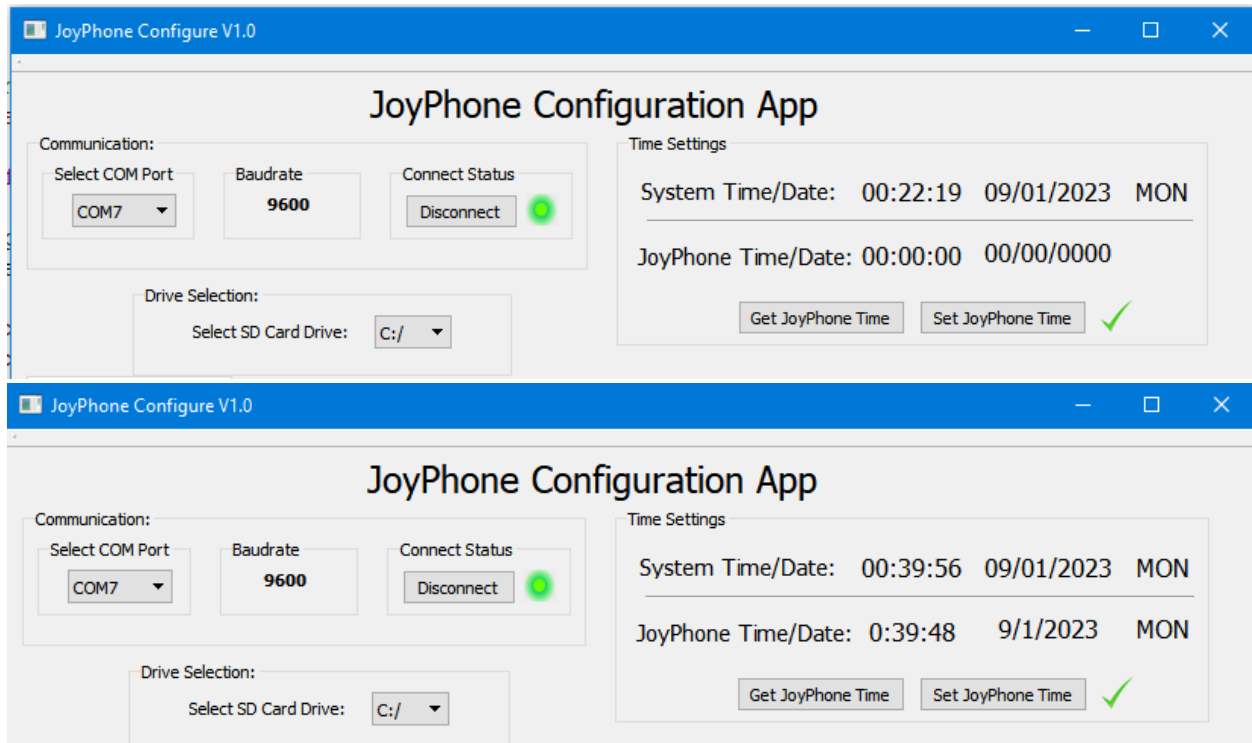 JoyPhone Configure V1.0
JoyPhone Configuration App
Communication:
Select COM Port
Baudrate
Connect Status
COM7
9600
Disconnect
Drive Selection:
Select SD Card Drive: C:/
Time Settings
System Time/Date: 00:22:19 09/01/2023 MON
JoyPhone Time/Date: 00:00:00 00/00/0000
Get JoyPhone Time
Set JoyPhone Time
JoyPhone Configure V1.0
JoyPhone Configuration App
Communication:
Select COM Port
Baudrate
Connect Status
COM7
9600
Disconnect
Drive Selection:
Select SD Card Drive: C:/
Time Settings
System Time/Date: 00:39:56 09/01/2023 MON
JoyPhone Time/Date: 0:39:48 9/1/2023 MON
Get JoyPhone Time
Set JoyPhone Time